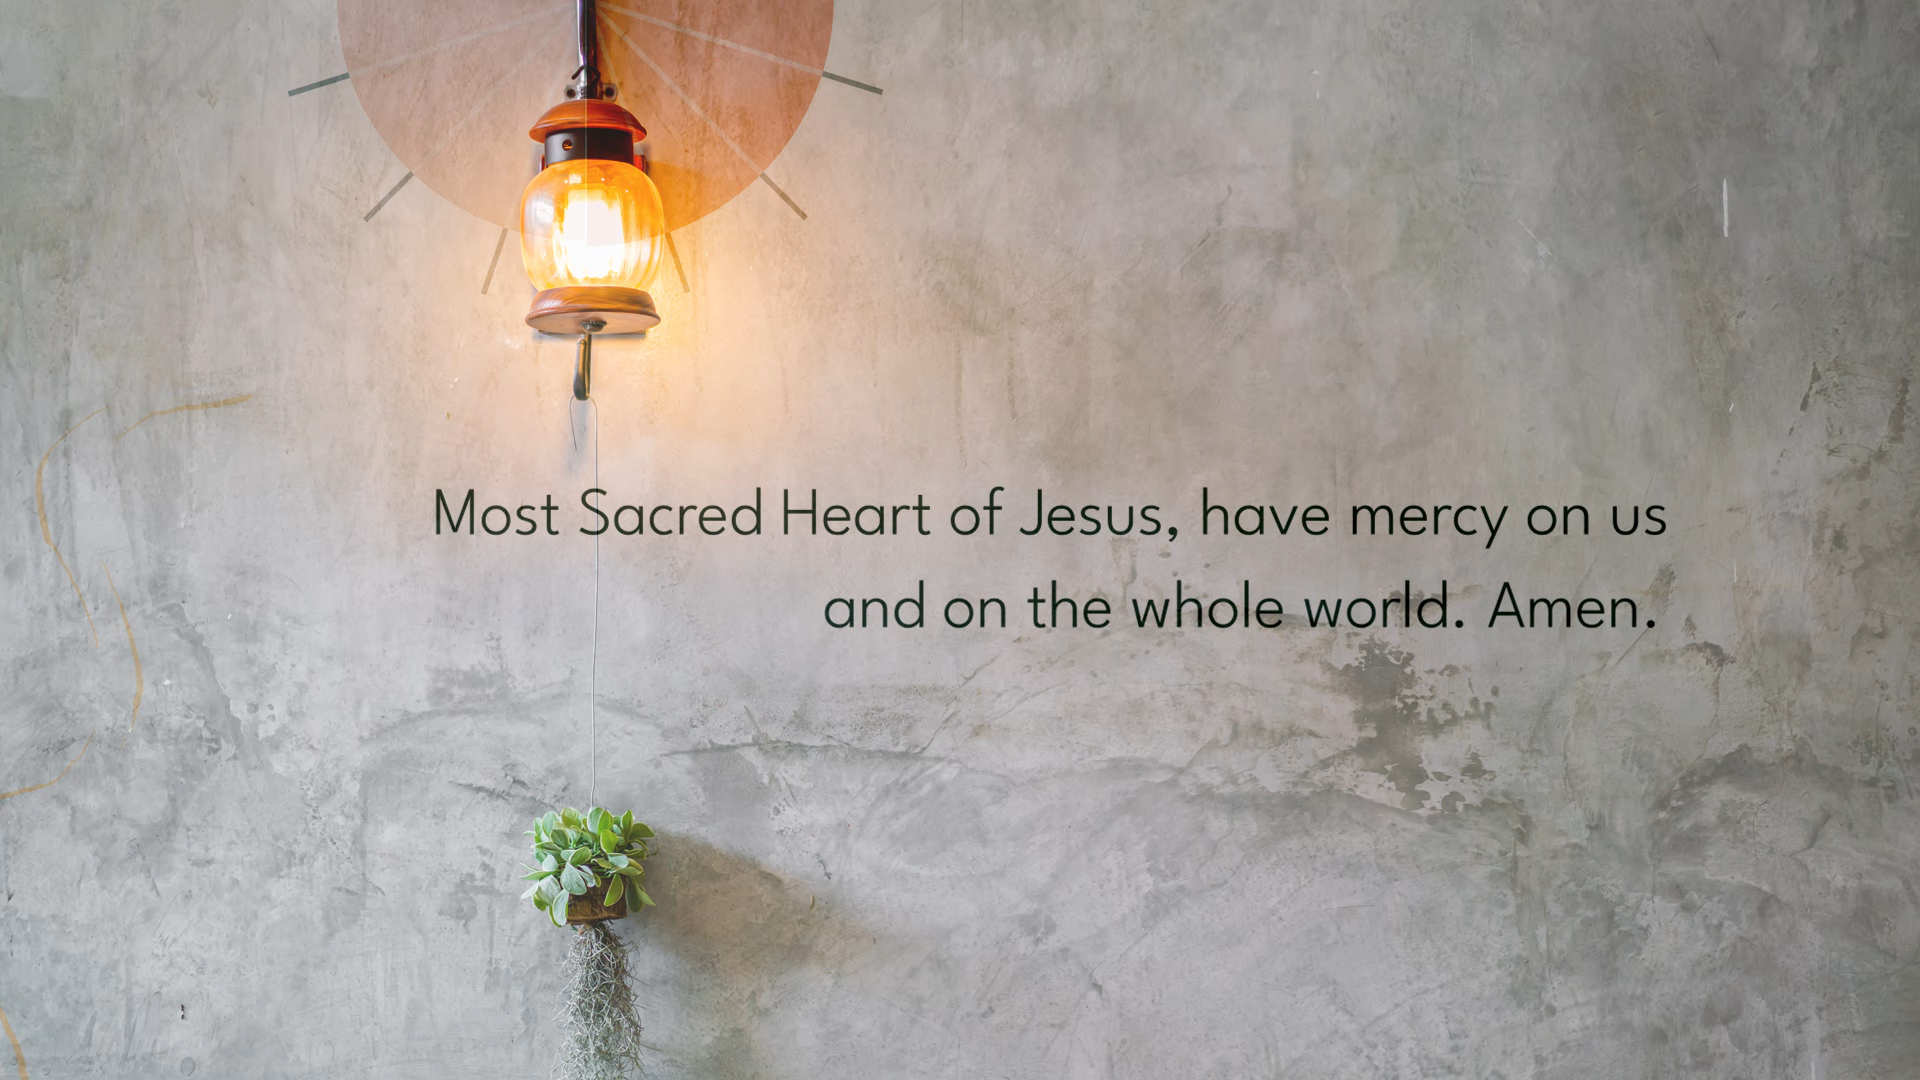 Most Sacred Heart of Jesus, have mercy on us
and on the whole world. Amen.